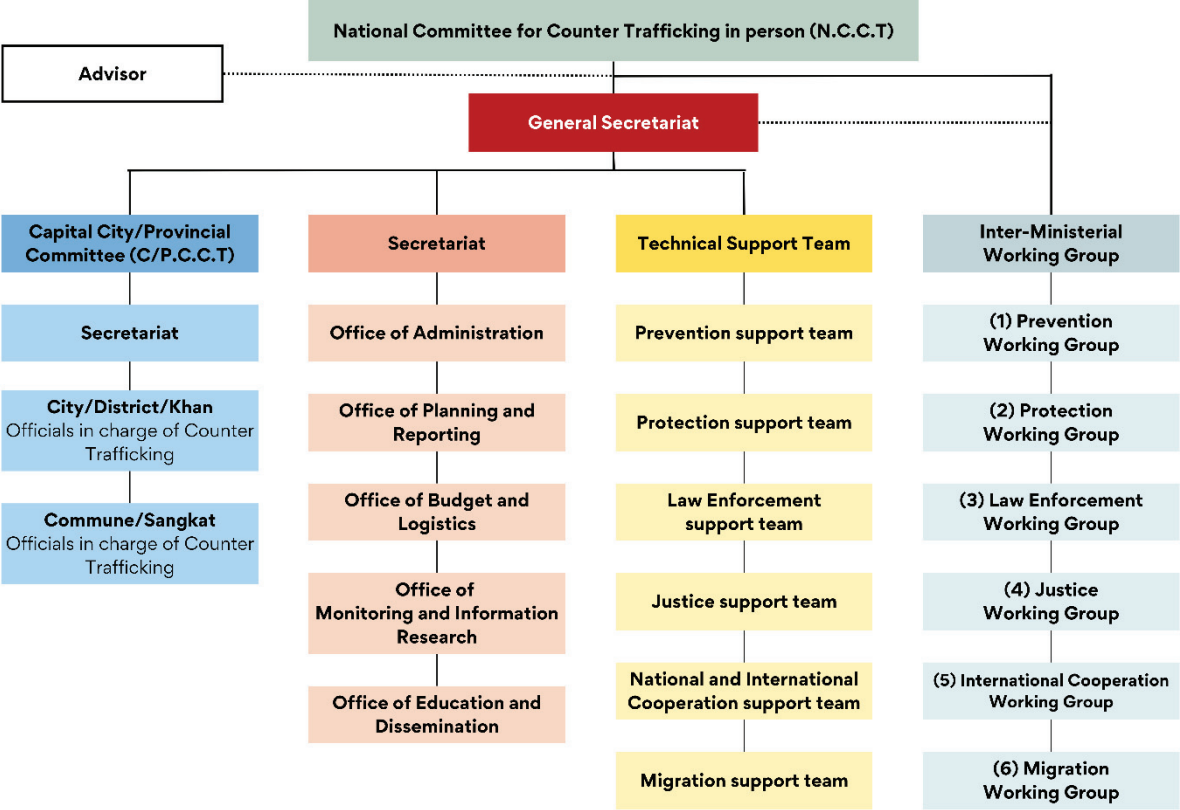 National Committee for Counter Trafficking in person (N.C.C.T)
Advisor
General Secretariat
Capital City/Provincial
Committee (C/P.C.C.T)
Secretariat
City/District/Khan
Officials in charge of Counter
Trafficking
Commune/Sangkat
Officials in charge of Counter
Trafficking
Secretariat
Office of Administration
Office of Planning and
Reporting
Office of Budget and
Logistics
Office of
Monitoring and Information
Research
Office of Education and
Dissemination
Technical Support Team
Prevention support team
Protection support team
Law Enforcement
support team
Justice support team
National and International
Cooperation support team
Migration support team
Inter-Ministerial
Working Group
(1) Prevention
Working Group
(2) Protection
Working Group
(3) Law Enforcement
Working Group
(4) Justice
Working Group
(5) International Cooperation
Working Group
(6) Migration
Working Group